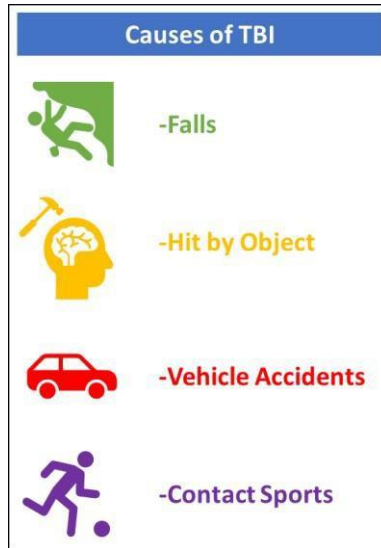 Causes of TBI
-Falls
-Hit by Object
-Vehicle Accidents
-Contact Sports